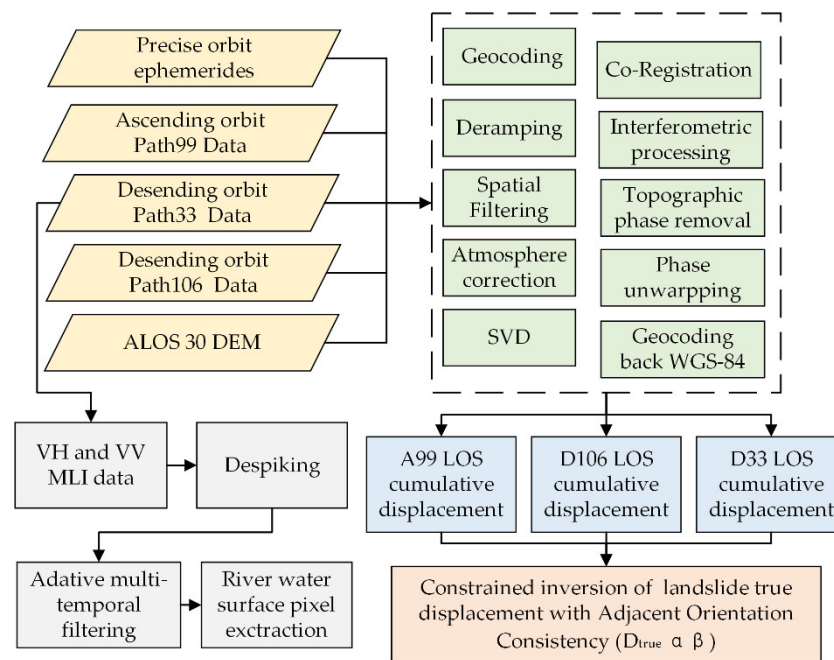 Precise orbit
ephemerides
Ascending orbit
Path99 Data
Desending orbit
Path33 Data
Desending orbit
Path106 Data
ALOS 30 DEM
Geocoding
Deramping
Spatial
Filtering
Atmosphere
correction
SVD
Co-Registration
Interferometric
processing
Topographic
phase removal
Phase
unwarpping
Geocoding
back WGS-84
VH and VV
MLI data
Despiking
Adative multi-
temporal
filtering
River water
surface pixel
exctraction
A99 LOS
cumulative
displacement
D106 LOS
cumulative
displacement
D33 LOS
cumulative
displacement
Constrained inversion of landslide true
displacement with Adjacent Orientation
Consistency (Dtrue α β)